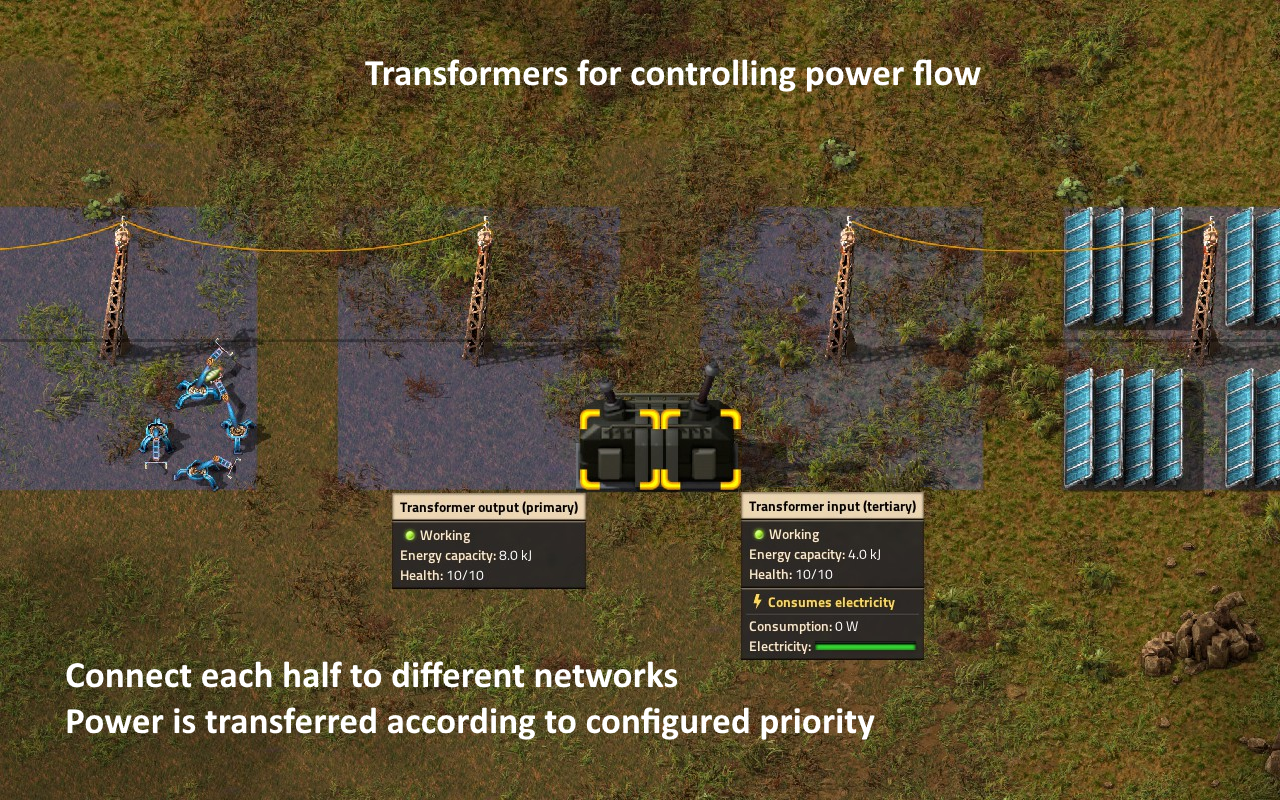 Transformers for controlling power flow
Transformer output (primary)
Working
Energy capacity: 8.0 kJ
Health: 10/10
Transformer input (tertiary)
Working
Energy capacity: 4.0 kJ
Health: 10/10
Consumes electricity
Consumption: 0 W
Electricity:
Connect each half to different networks
Power is transferred according to configured priority